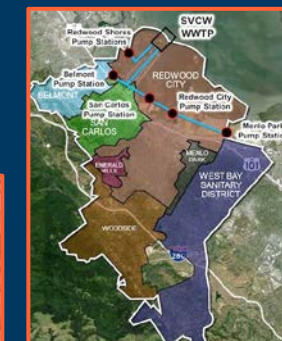 SVCW
WWTP
Redwood Shores
Pump Stations
Belmont
Pump Station
REDWOOD
CITY
BELMONT
San Carlos
Pump Station
SAN
CARLOS
Redwood City
Pump Station
Menlo Park
Pump Station
MENLO
PARK
101
EMERALD
HILLS
WEST BAY
SANITARY
DISTRICT
WOODSIDE
280